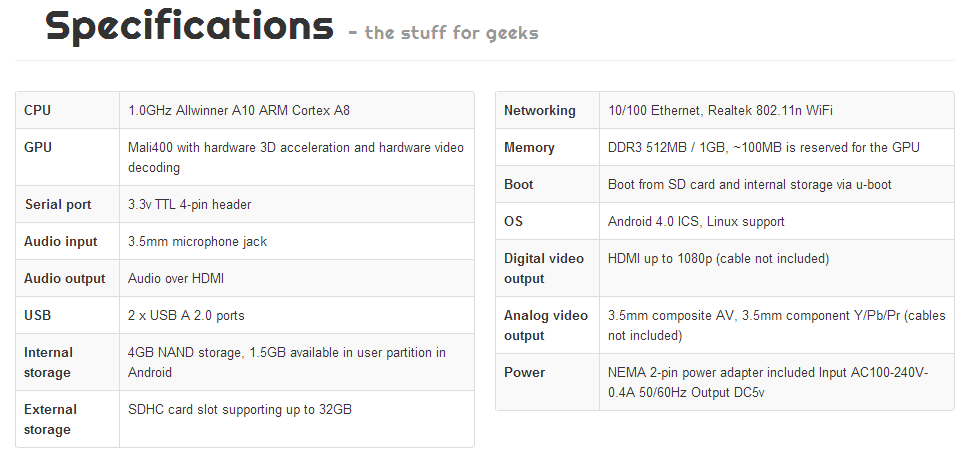 Specifications - the stuff for geeks
CPU 1.0GHz Allwinner A10 ARM Cortex A8
GPU Mali400 with hardware 3D acceleration and hardware video
decoding
Serial port 3.3v TTL 4-pin header
Audio input 3.5mm microphone jack
Audio output Audio over HDMI
USB 2 x USB A 2.0 ports
Internal 4GB NAND storage, 1.5GB available in user partition in
storage Android
External SDHC card slot supporting up to 32GB
storage
Networking 10/100 Ethernet, Realtek 802.11n WiFi
Memory DDR3 512MB / 1GB, ~100MB is reserved for the GPU
Boot Boot from SD card and internal storage via u-boot
OS Android 4.0 ICS, Linux support
Digital video HDMI up to 1080p (cable not included)
output
Analog video 3.5mm composite AV, 3.5mm component Y/Pb/Pr (cables
output not included)
Power NEMA 2-pin power adapter included Input AC100-240V-
0.4A 50/60Hz Output DC5v